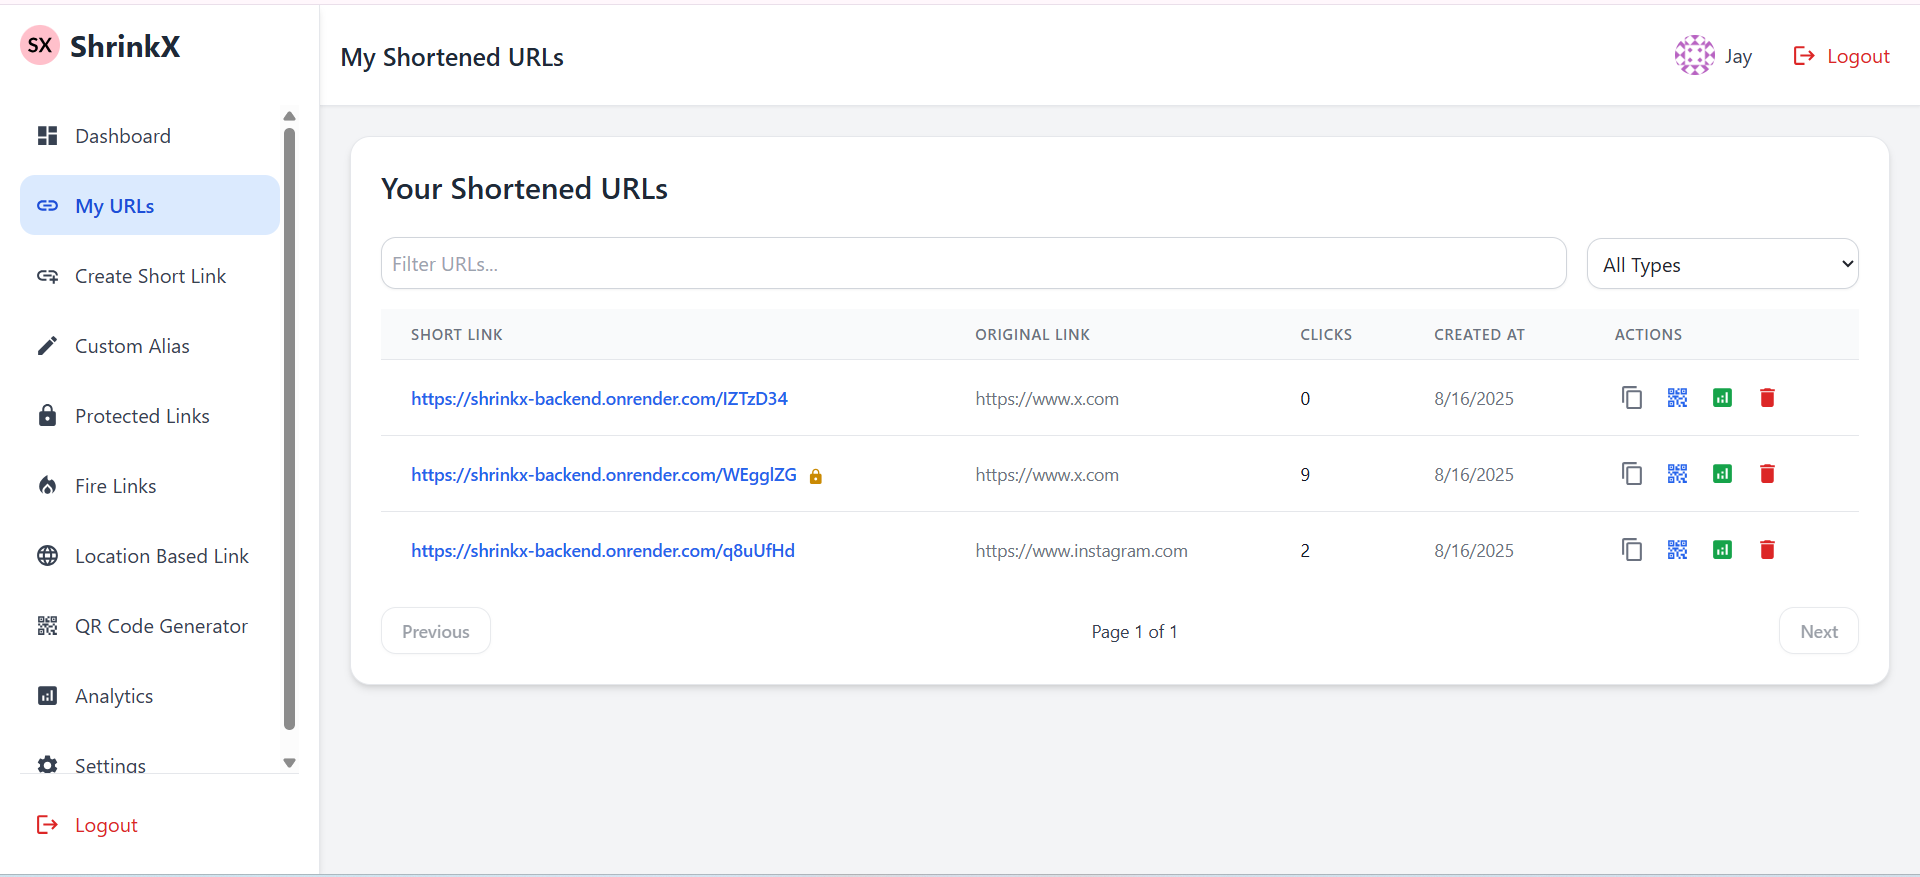 SX ShrinkX
My Shortened URLs
Jay
Logout
Dashboard
My URLs
Create Short Link
Custom Alias
Protected Links
Fire Links
Location Based Link
QR Code Generator
Analytics
Settings
Logout
Your Shortened URLs
Filter URLs...
All Types
SHORT LINK ORIGINAL LINK CLICKS CREATED AT ACTIONS
https://shrinkx-backend.onrender.com/IZTzD34 https://www.x.com 0 8/16/2025
https://shrinkx-backend.onrender.com/WEgglZG https://www.x.com 9 8/16/2025
https://shrinkx-backend.onrender.com/q8uUfHd https://www.instagram.com 2 8/16/2025
Previous Page 1 of 1 Next